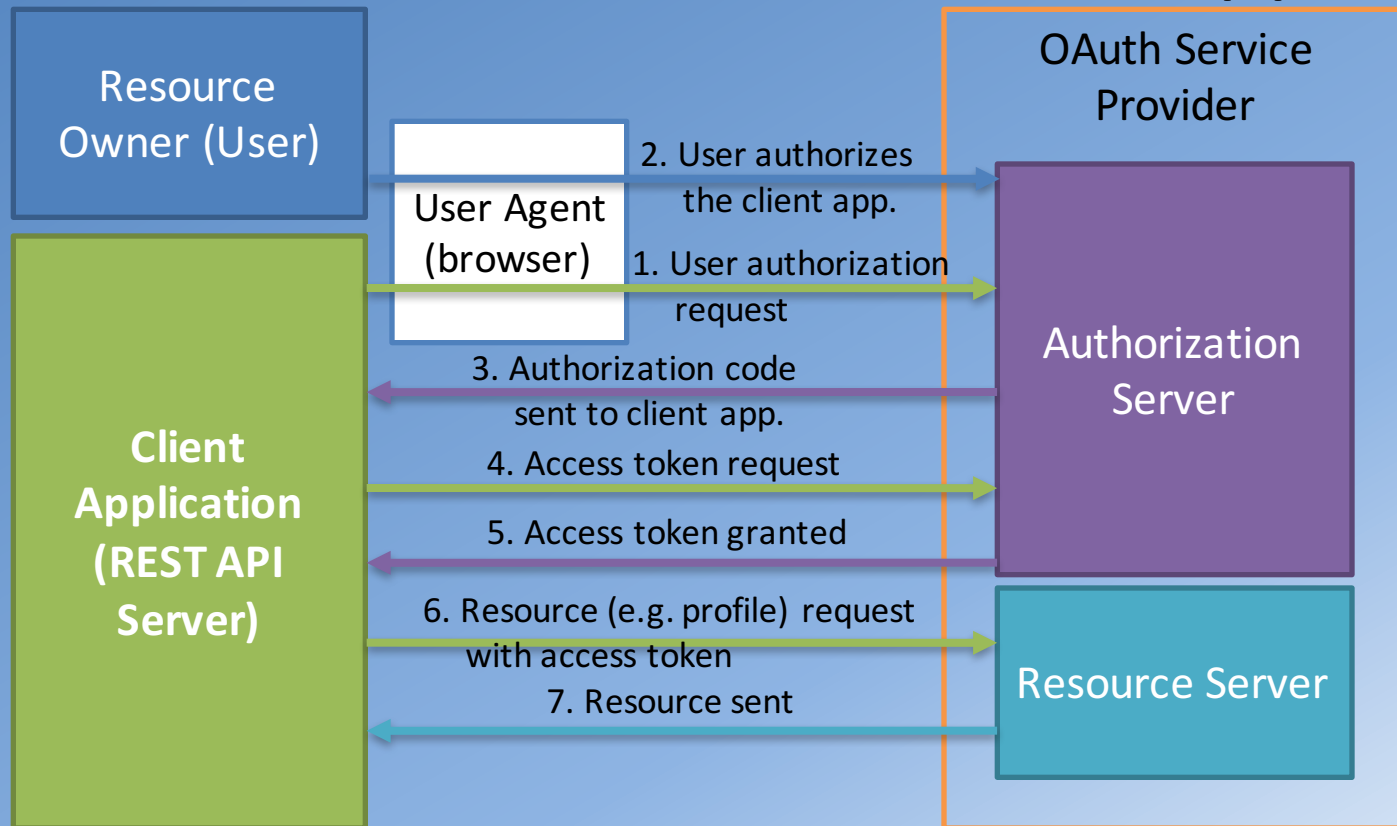 Resource
Owner (User)
OAuth Service
Provider
User Agent
(browser)
2. User authorizes
the client app.
1. User authorization
request
3. Authorization code
sent to client app.
4. Access token request
5. Access token granted
6. Resource (e.g. profile) request
with access token
7. Resource sent
Client
Application
(REST API
Server)
Authorization
Server
Resource Server